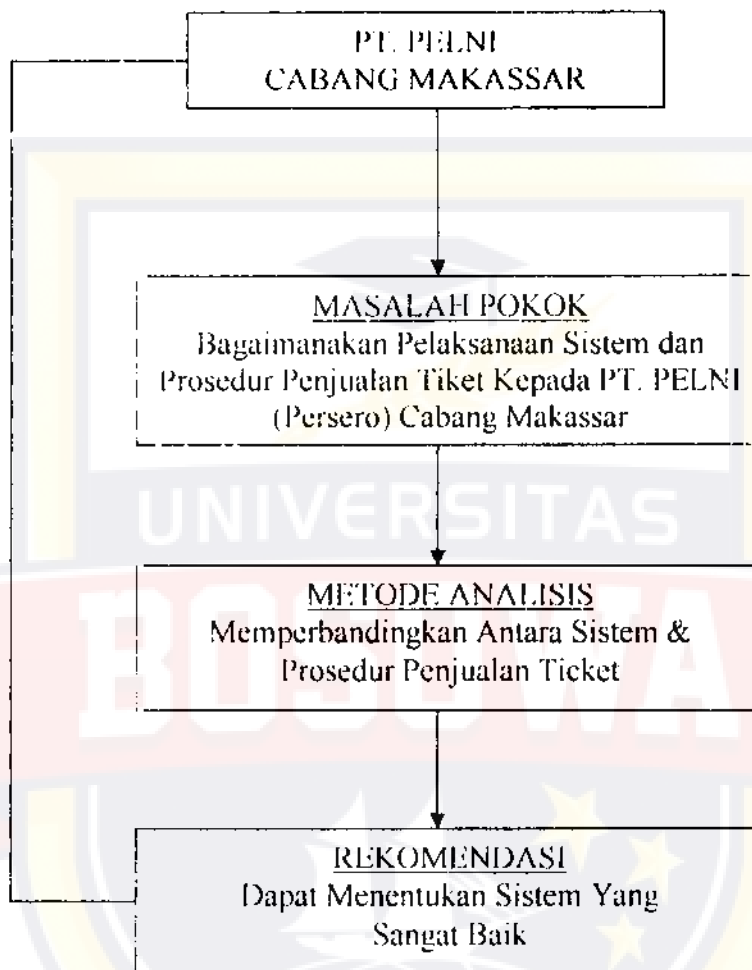 PT. PELNI
CABANG MAKASSAR
MASALAH POKOK
Bagaimanakan Pelaksanaan Sistem dan
Prosedur Penjualan Tiket Kepada PT. PELNI
(Persero) Cabang Makassar
UNIVERSITAS
METODE ANALISIS
Memperbandingkan Antara Sistem &
Prosedur Penjualan Ticket
BOSOWA
REKOMENDASI
Dapat Menentukan Sistem Yang
Sangat Baik